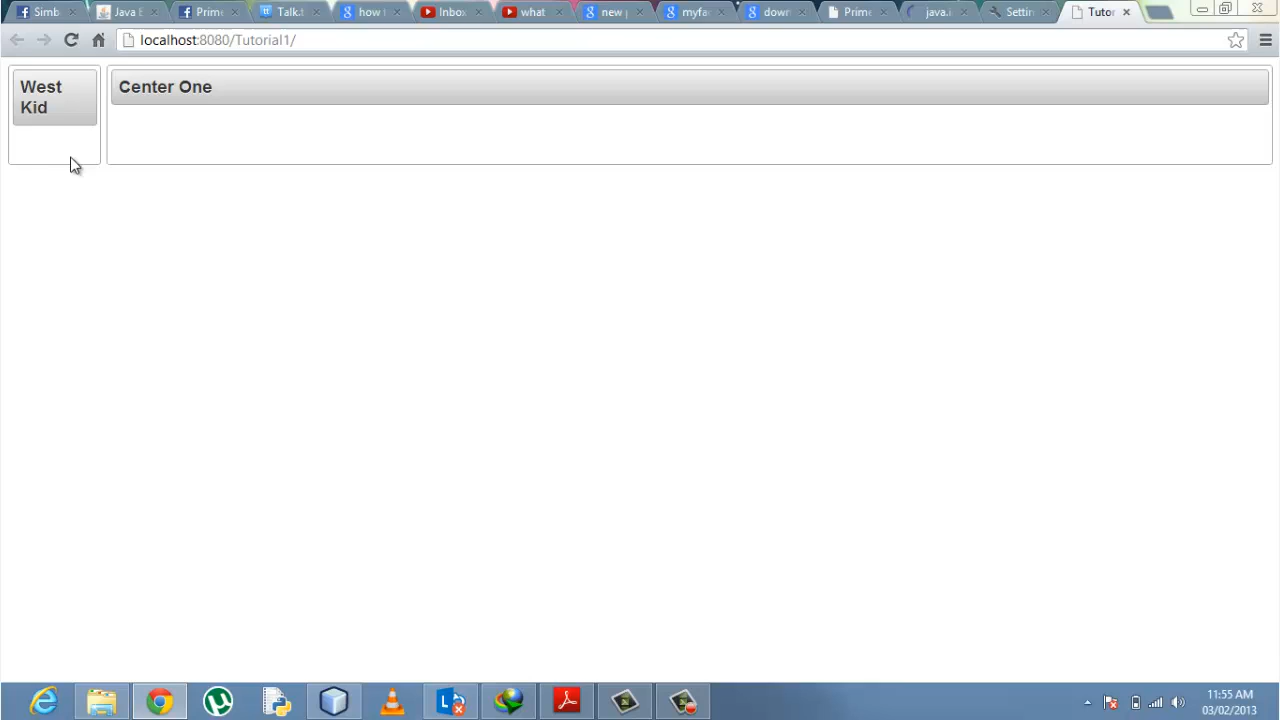 Simb
Java E
Prime
Talk.t
how t
Inbox
what
new p
myfac
down
Prime
java.i
Settin
Tutor
localhost:8080/Tutorial1/
West
Kid
Center One
11:55 AM
03/02/2013